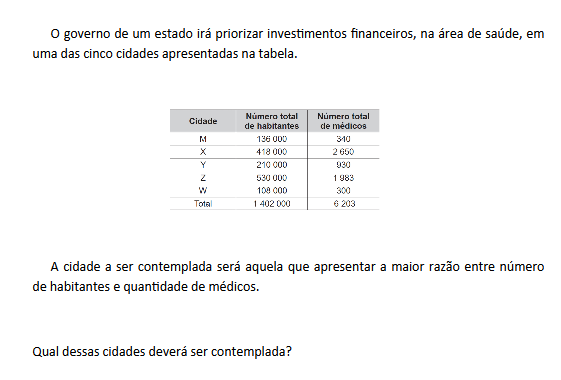 O governo de um estado irá priorizar investimentos financeiros, na área de saúde, em
uma das cinco cidades apresentadas na tabela.
Cidade Número total de habitantes Número total de médicos
M 136 000 340
X 418 000 2 650
Y 210 000 930
Z 530 000 1 983
W 108 000 300
Total 1 402 000 6 203
A cidade a ser contemplada será aquela que apresentar a maior razão entre número
de habitantes e quantidade de médicos.
Qual dessas cidades deverá ser contemplada?